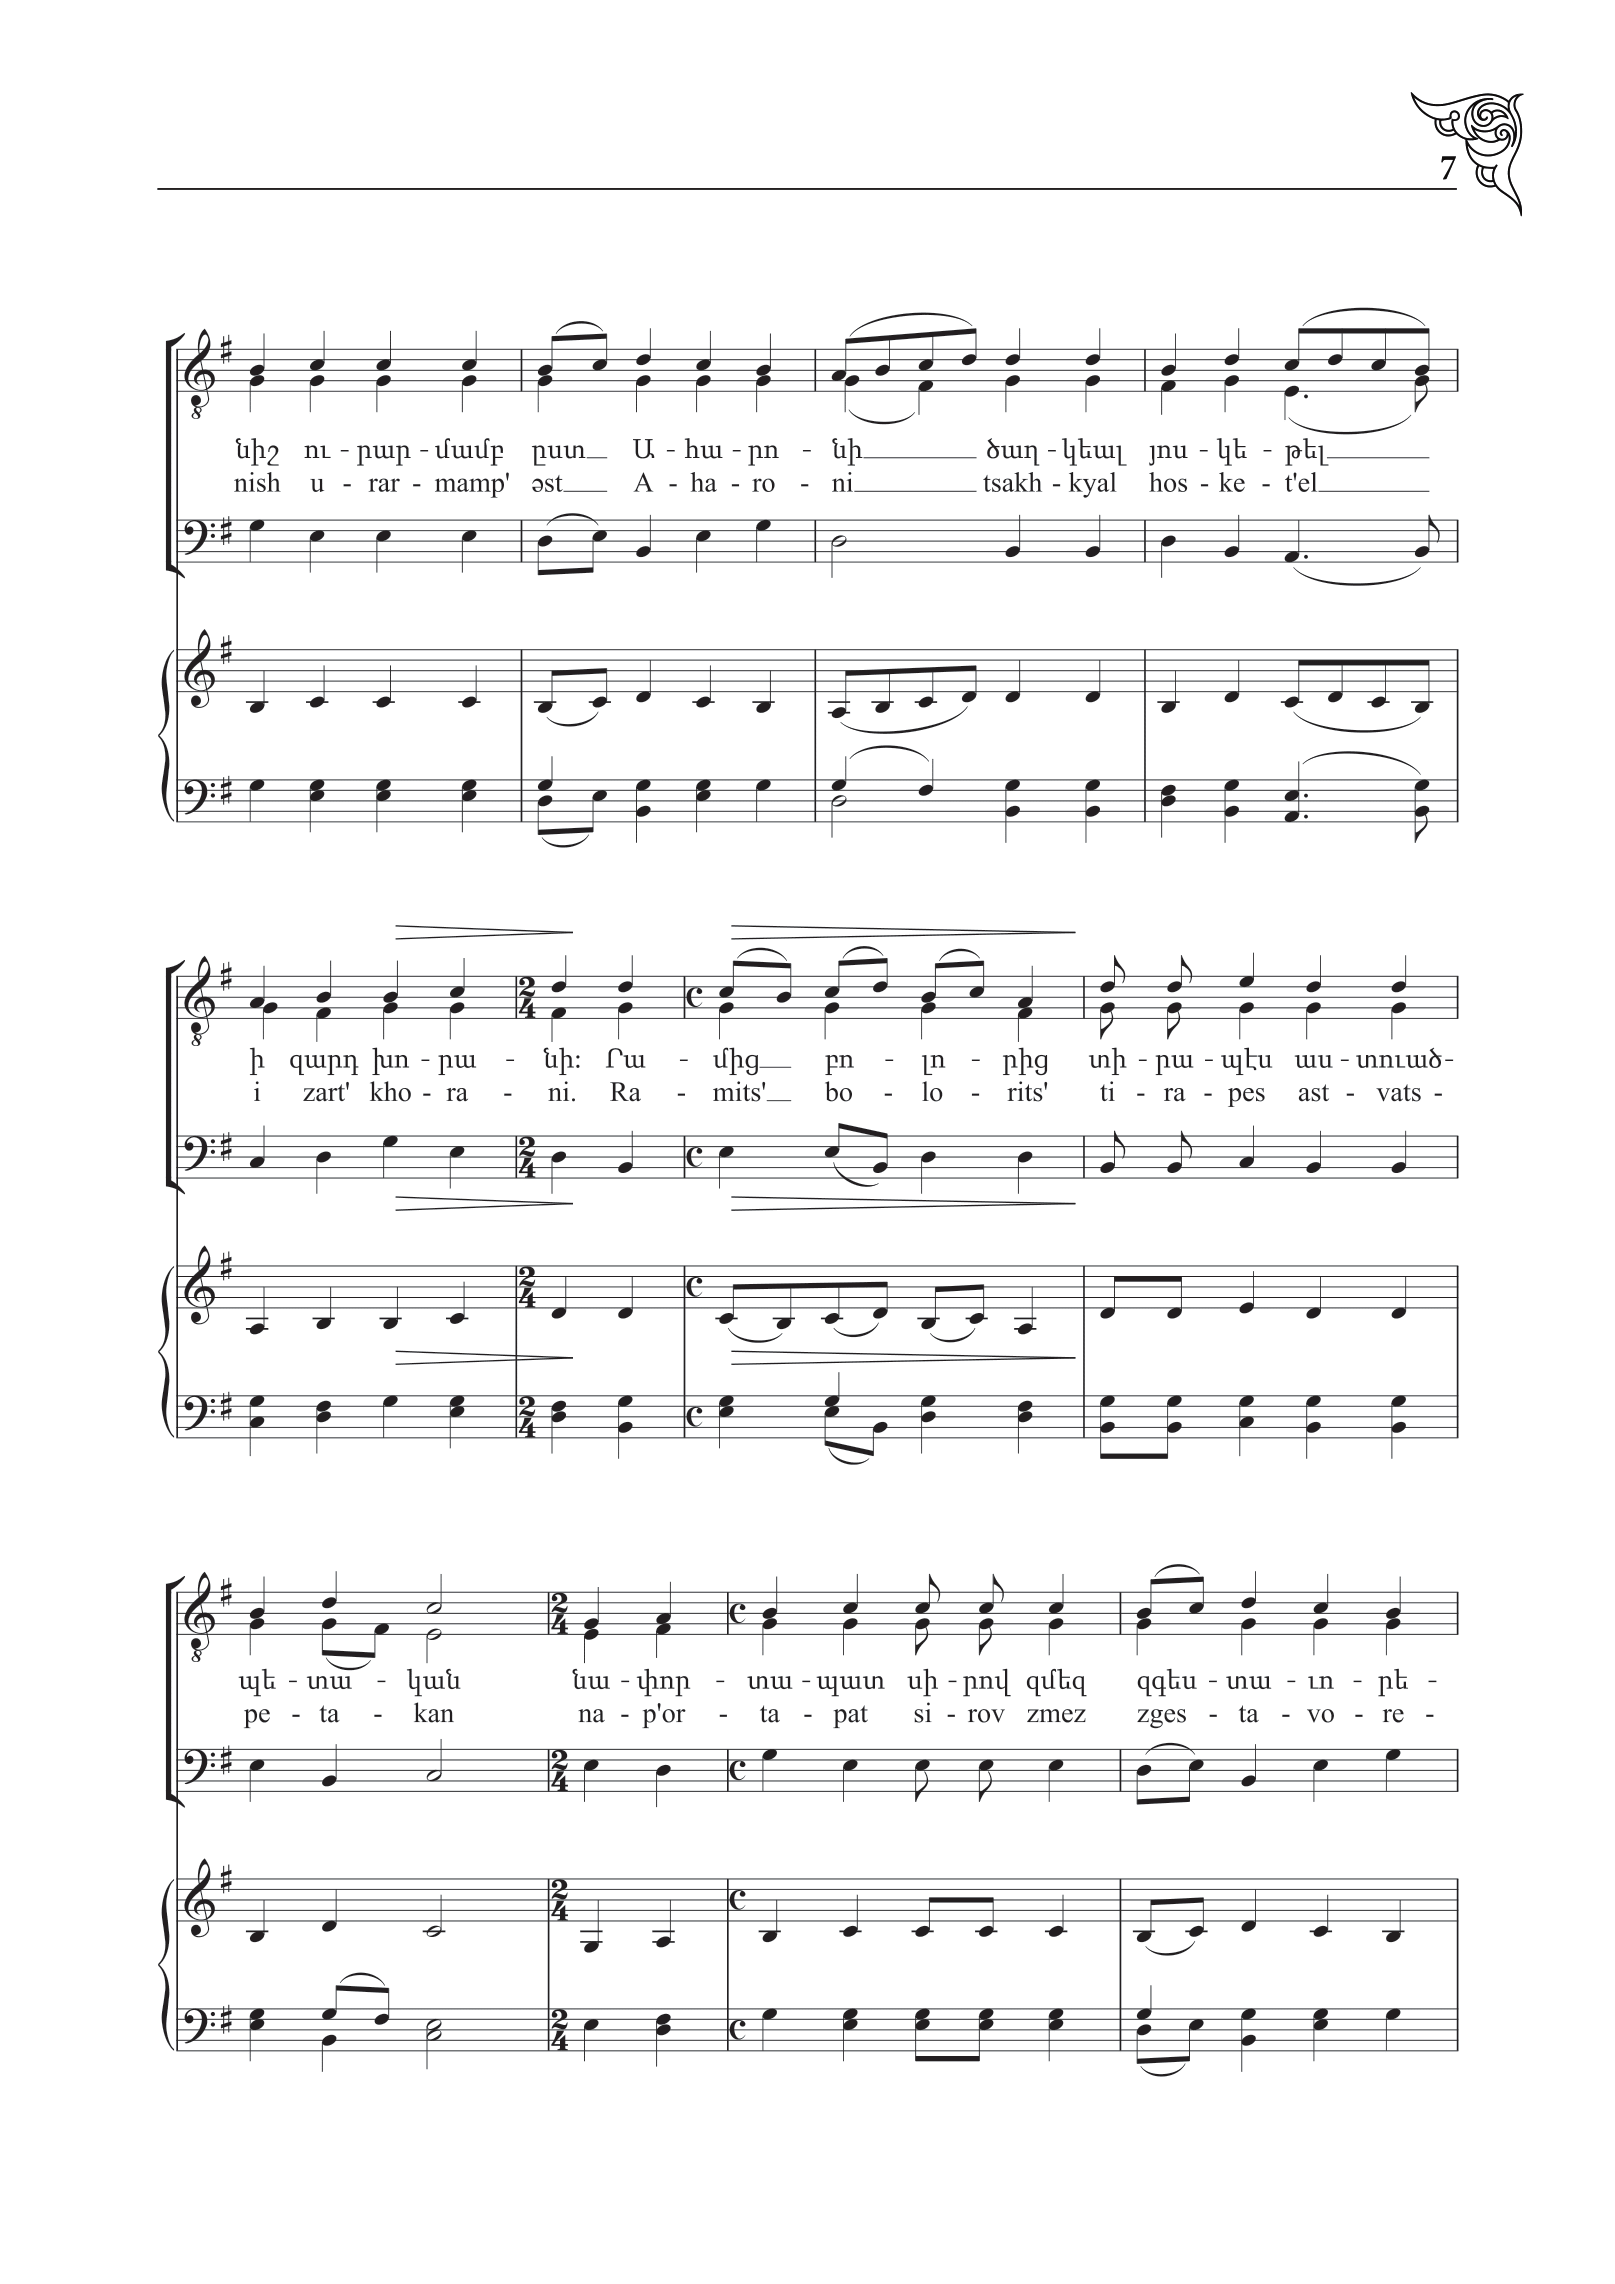 7
նիշ ու - րար - մամբ ըստ Ա - հա - րո - նի ծաղ - կեալ յոս - կե - թել
nish u - rar - mamp' əst A - ha - ro - ni tsakh - kyal hos - ke - t'el
ի զարդ խո - րա - նի։ Րա - մից բո - լո - րից տի - րա - պէս աս - տուած-
i zart' kho - ra - ni. Ra - mits' bo - lo - rits' ti - ra - pes ast - vats -
պե - տա - կան նա - փոր - տա - պատ սի - րով զմեզ զգես - տա - ւո - րե -
pe - ta - kan na - p'or - ta - pat si - rov zmez zges - ta - vo - re -